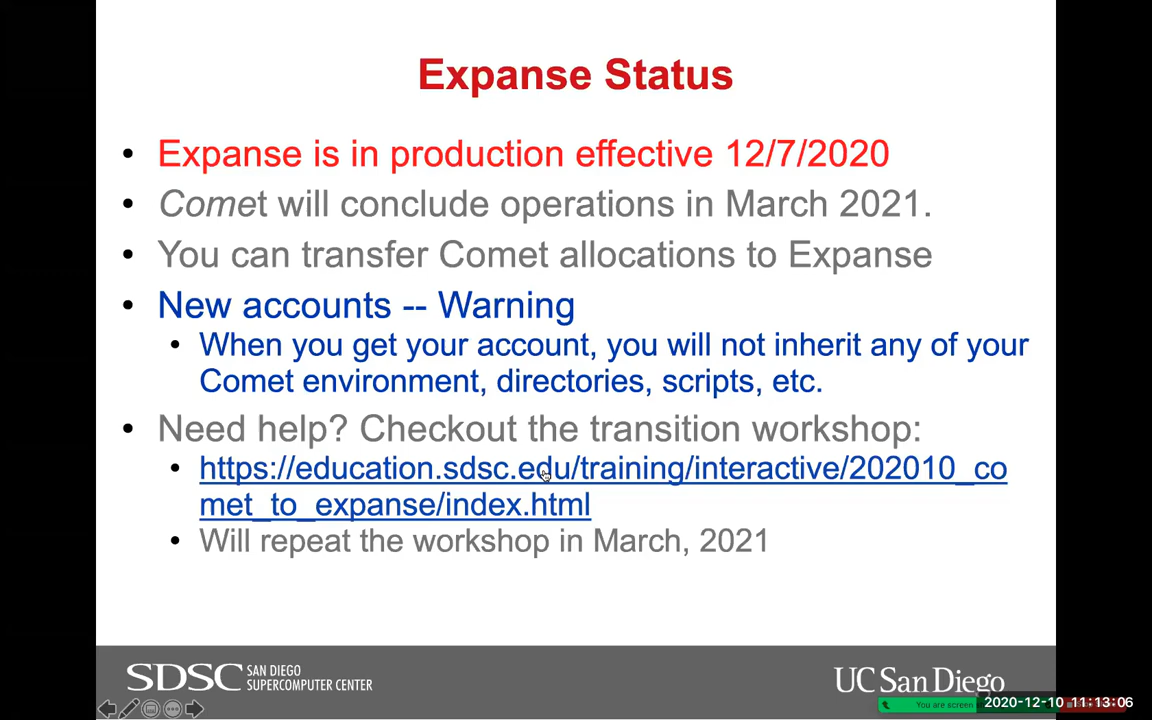 Expanse Status
• Expanse is in production effective 12/7/2020
• Comet will conclude operations in March 2021.
• You can transfer Comet allocations to Expanse
• New accounts -- Warning
• When you get your account, you will not inherit any of your
Comet environment, directories, scripts, etc.
• Need help? Checkout the transition workshop:
• https://education.sdsc.edu/training/interactive/202010_co
met_to_expanse/index.html
• Will repeat the workshop in March, 2021
SDSC SAN DIEGO
SUPERCOMPUTER CENTER
UC San Diego
You are screen
2020-12-10 11:13:06